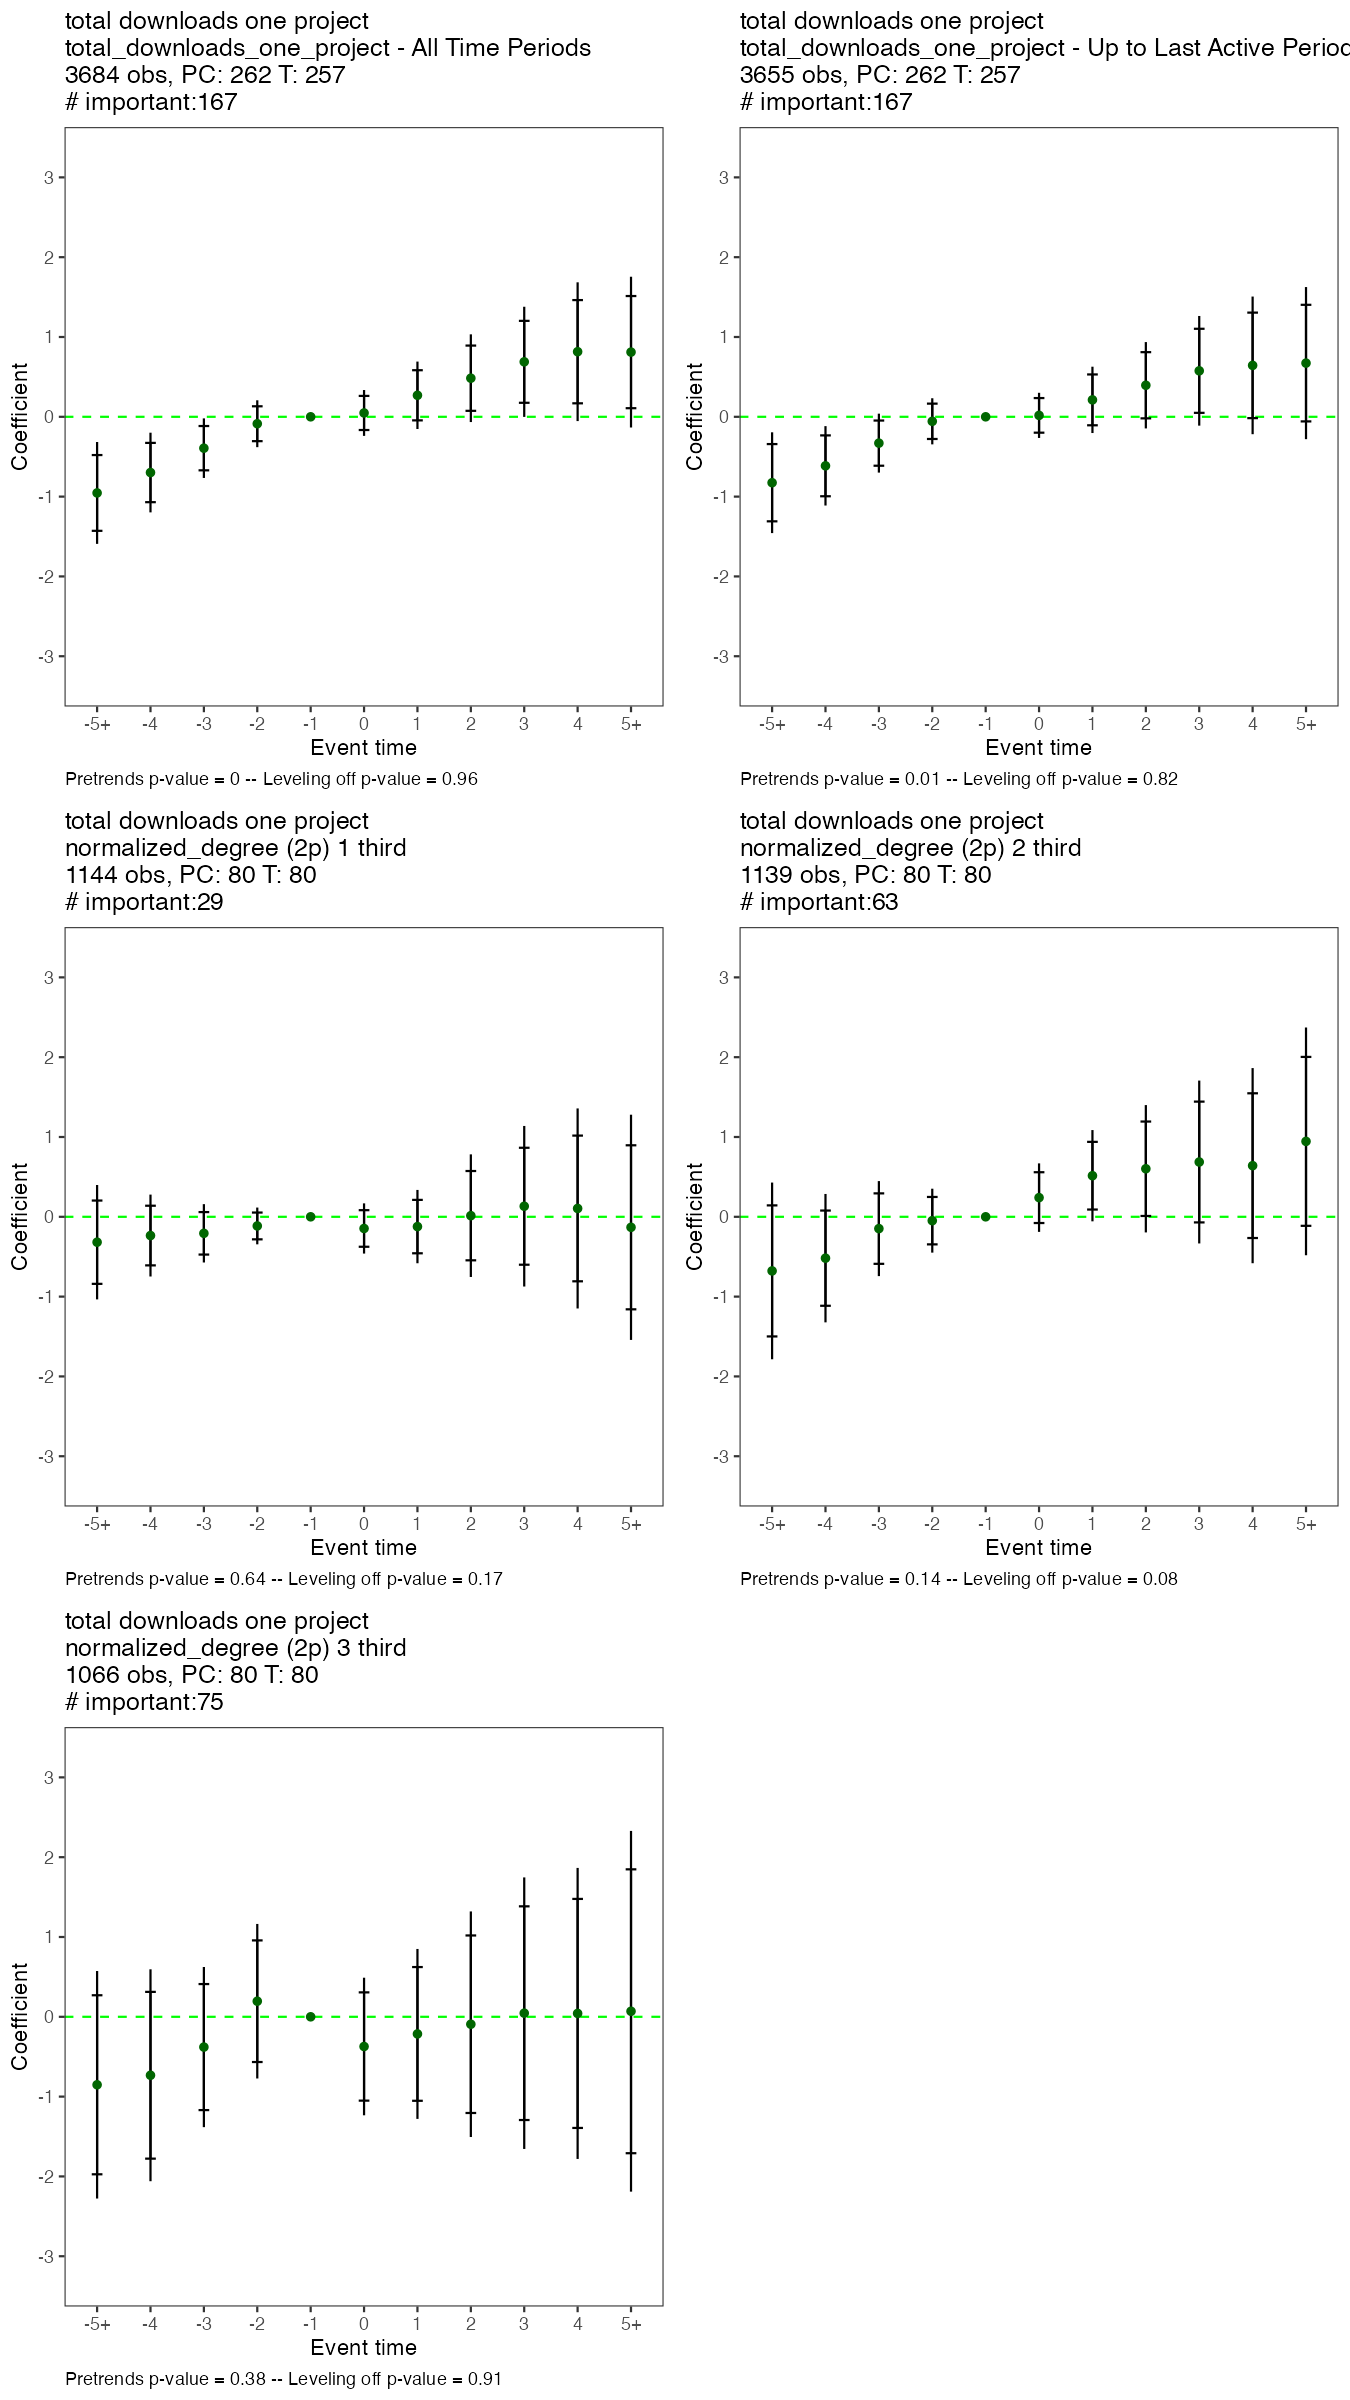 total downloads one project
total_downloads_one_project - All Time Periods
3684 obs, PC: 262 T: 257
# important:167
3
2
1
0
-1
-2
-3
Coefficient
-5+ -4 -3 -2 -1 0 1 2 3 4 5+
Event time
Pretrends p-value = 0 -- Leveling off p-value = 0.96
total downloads one project
total_downloads_one_project - Up to Last Active Period
3655 obs, PC: 262 T: 257
# important:167
3
2
1
0
-1
-2
-3
Coefficient
-5+ -4 -3 -2 -1 0 1 2 3 4 5+
Event time
Pretrends p-value = 0.01 -- Leveling off p-value = 0.82
total downloads one project
normalized_degree (2p) 1 third
1144 obs, PC: 80 T: 80
# important:29
3
2
1
0
-1
-2
-3
Coefficient
-5+ -4 -3 -2 -1 0 1 2 3 4 5+
Event time
Pretrends p-value = 0.64 -- Leveling off p-value = 0.17
total downloads one project
normalized_degree (2p) 2 third
1139 obs, PC: 80 T: 80
# important:63
3
2
1
0
-1
-2
-3
Coefficient
-5+ -4 -3 -2 -1 0 1 2 3 4 5+
Event time
Pretrends p-value = 0.14 -- Leveling off p-value = 0.08
total downloads one project
normalized_degree (2p) 3 third
1066 obs, PC: 80 T: 80
# important:75
3
2
1
0
-1
-2
-3
Coefficient
-5+ -4 -3 -2 -1 0 1 2 3 4 5+
Event time
Pretrends p-value = 0.38 -- Leveling off p-value = 0.91